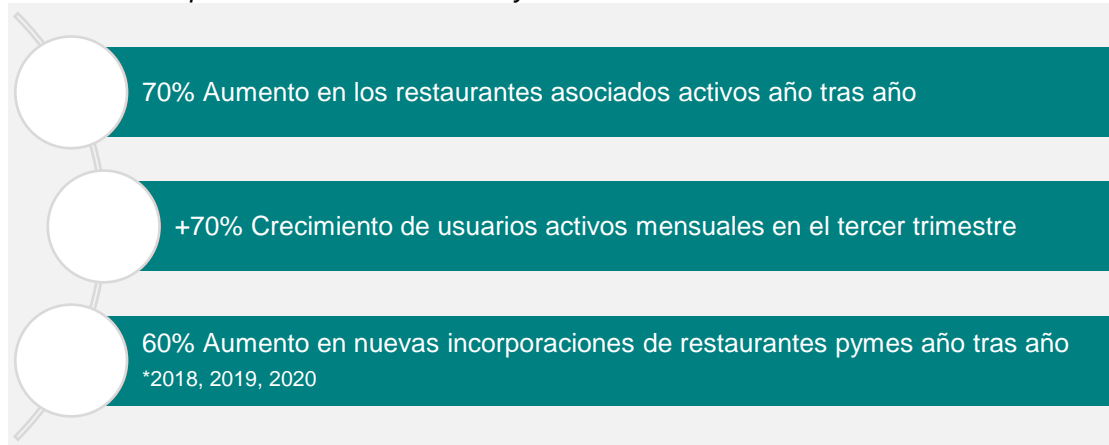 70% Aumento en los restaurantes asociados activos año tras año
+70% Crecimiento de usuarios activos mensuales en el tercer trimestre
60% Aumento en nuevas incorporaciones de restaurantes pymes año tras año
*2018, 2019, 2020